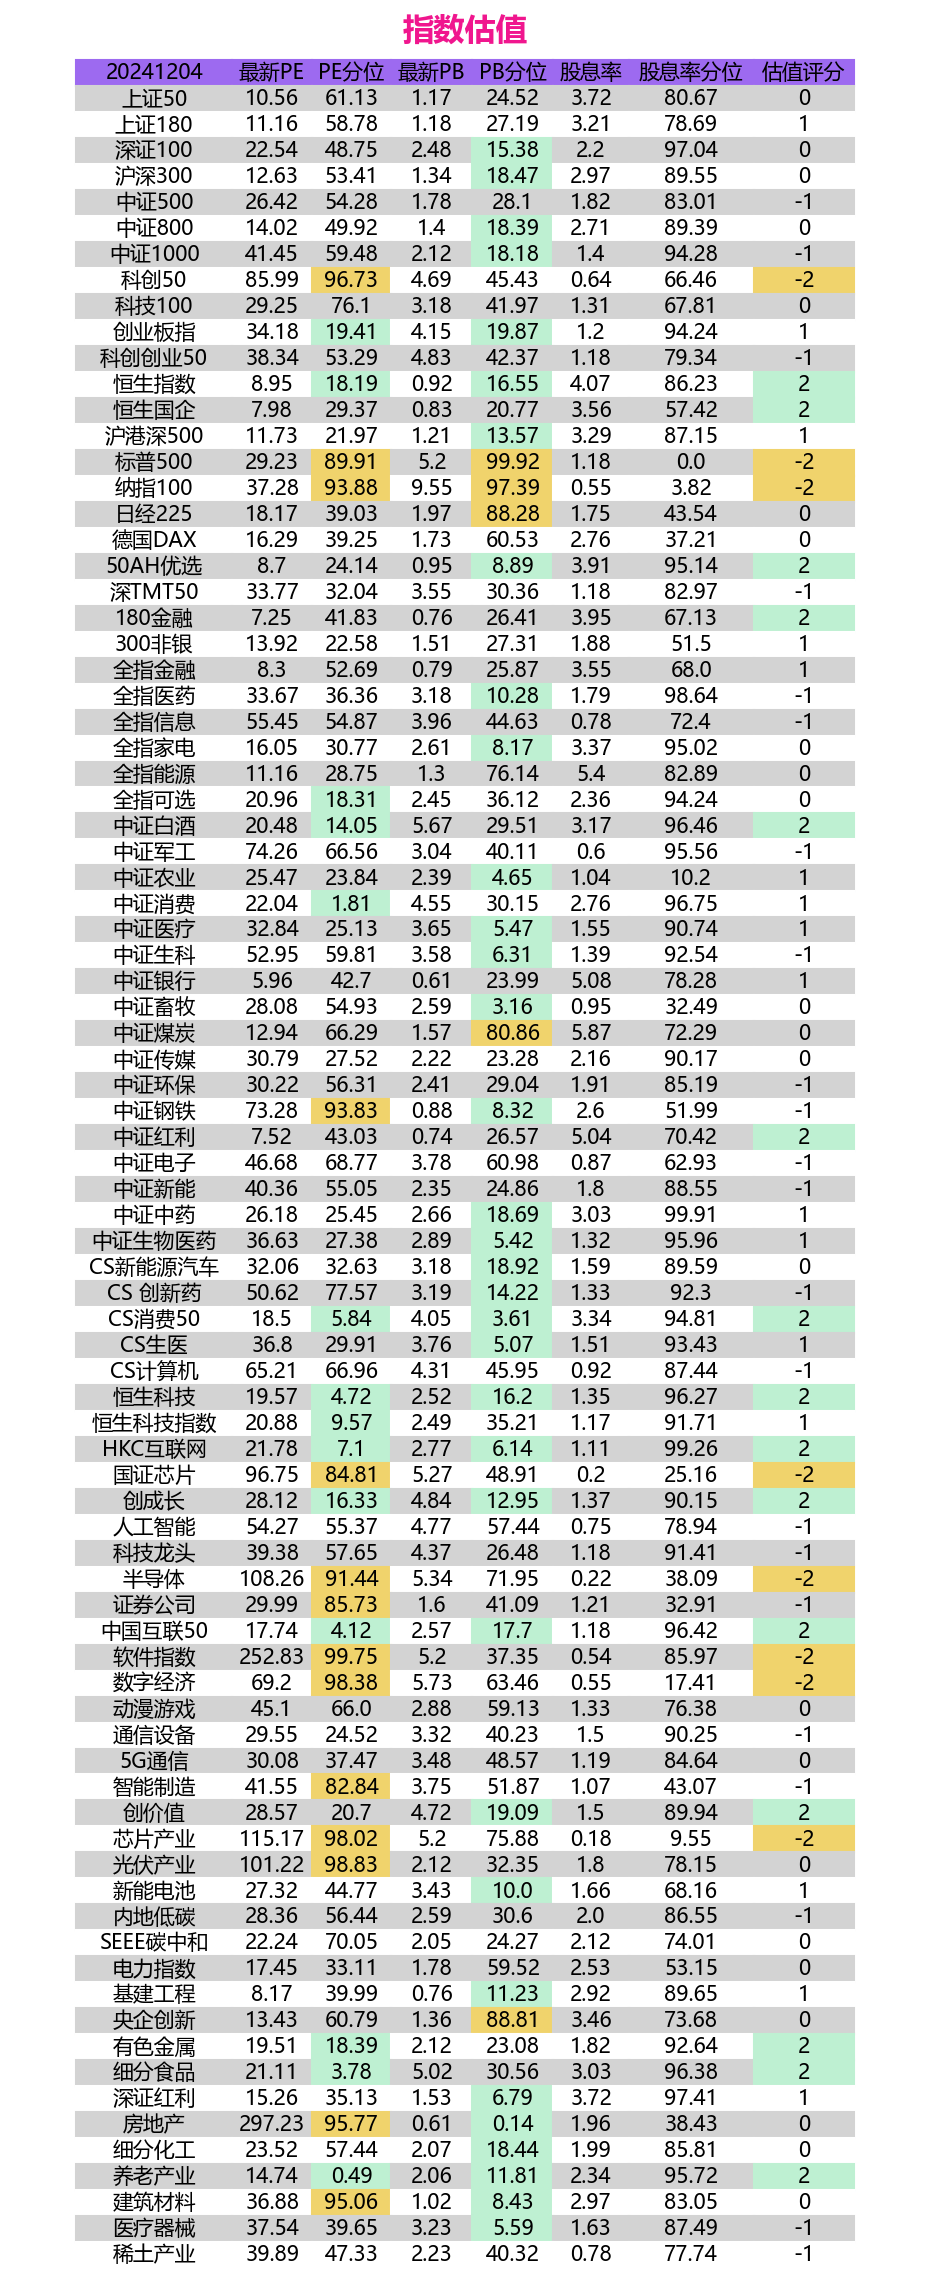 指数估值
20241204 最新PE PE分位 最新PB PB分位 股息率 股息率分位 估值评分
上证50 10.56 61.13 1.17 24.52 3.72 80.67 0
上证180 11.16 58.78 1.18 27.19 3.21 78.69 1
深证100 22.54 48.75 2.48 15.38 2.2 97.04 0
沪深300 12.63 53.41 1.34 18.47 2.97 89.55 0
中证500 26.42 54.28 1.78 28.1 1.82 83.01 -1
中证800 14.02 49.92 1.4 18.39 2.71 89.39 0
中证1000 41.45 59.48 2.12 18.18 1.4 94.28 -1
科创50 85.99 96.73 4.69 45.43 0.64 66.46 -2
科技100 29.25 76.1 3.18 41.97 1.31 67.81 0
创业板指 34.18 19.41 4.15 19.87 1.2 94.24 1
科创创业50 38.34 53.29 4.83 42.37 1.18 79.34 -1
恒生指数 8.95 18.19 0.92 16.55 4.07 86.23 2
恒生国企 7.98 29.37 0.83 20.77 3.56 57.42 2
沪港深500 11.73 21.97 1.21 13.57 3.29 87.15 1
标普500 29.23 89.91 5.2 99.92 1.18 0.0 -2
纳指100 37.28 93.88 9.55 97.39 0.55 3.82 -2
日经225 18.17 39.03 1.97 88.28 1.75 43.54 0
德国DAX 16.29 39.25 1.73 60.53 2.76 37.21 0
50AH优选 8.7 24.14 0.95 8.89 3.91 95.14 2
深TMT50 33.77 32.04 3.55 30.36 1.18 82.97 -1
180金融 7.25 41.83 0.76 26.41 3.95 67.13 2
300非银 13.92 22.58 1.51 27.31 1.88 51.5 1
全指金融 8.3 52.69 0.79 25.87 3.55 68.0 1
全指医药 33.67 36.36 3.18 10.28 1.79 98.64 -1
全指信息 55.45 54.87 3.96 44.63 0.78 72.4 -1
全指家电 16.05 30.77 2.61 8.17 3.37 95.02 0
全指能源 11.16 28.75 1.3 76.14 5.4 82.89 0
全指可选 20.96 18.31 2.45 36.12 2.36 94.24 0
中证白酒 20.48 14.05 5.67 29.51 3.17 96.46 2
中证军工 74.26 66.56 3.04 40.11 0.6 95.56 -1
中证农业 25.47 23.84 2.39 4.65 1.04 10.2 1
中证消费 22.04 1.81 4.55 30.15 2.76 96.75 1
中证医疗 32.84 25.13 3.65 5.47 1.55 90.74 1
中证生科 52.95 59.81 3.58 6.31 1.39 92.54 -1
中证银行 5.96 42.7 0.61 23.99 5.08 78.28 1
中证畜牧 28.08 54.93 2.59 3.16 0.95 32.49 0
中证煤炭 12.94 66.29 1.57 80.86 5.87 72.29 0
中证传媒 30.79 27.52 2.22 23.28 2.16 90.17 0
中证环保 30.22 56.31 2.41 29.04 1.91 85.19 -1
中证钢铁 73.28 93.83 0.88 8.32 2.6 51.99 -1
中证红利 7.52 43.03 0.74 26.57 5.04 70.42 2
中证电子 46.68 68.77 3.78 60.98 0.87 62.93 -1
中证新能 40.36 55.05 2.35 24.86 1.8 88.55 -1
中证中药 26.18 25.45 2.66 18.69 3.03 99.91 1
中证生物医药 36.63 27.38 2.89 5.42 1.32 95.96 1
CS新能源汽车 32.06 32.63 3.18 18.92 1.59 89.59 0
CS 创新药 50.62 77.57 3.19 14.22 1.33 92.3 -1
CS消费50 18.5 5.84 4.05 3.61 3.34 94.81 2
CS生医 36.8 29.91 3.76 5.07 1.51 93.43 1
CS计算机 65.21 66.96 4.31 45.95 0.92 87.44 -1
恒生科技 19.57 4.72 2.52 16.2 1.35 96.27 2
恒生科技指数 20.88 9.57 2.49 35.21 1.17 91.71 1
HKC互联网 21.78 7.1 2.77 6.14 1.11 99.26 2
国证芯片 96.75 84.81 5.27 48.91 0.2 25.16 -2
创成长 28.12 16.33 4.84 12.95 1.37 90.15 2
人工智能 54.27 55.37 4.77 57.44 0.75 78.94 -1
科技龙头 39.38 57.65 4.37 26.48 1.18 91.41 -1
半导体 108.26 91.44 5.34 71.95 0.22 38.09 -2
证券公司 29.99 85.73 1.6 41.09 1.21 32.91 -1
中国互联50 17.74 4.12 2.57 17.7 1.18 96.42 2
软件指数 252.83 99.75 5.2 37.35 0.54 85.97 -2
数字经济 69.2 98.38 5.73 63.46 0.55 17.41 -2
动漫游戏 45.1 66.0 2.88 59.13 1.33 76.38 0
通信设备 29.55 24.52 3.32 40.23 1.5 90.25 -1
5G通信 30.08 37.47 3.48 48.57 1.19 84.64 0
智能制造 41.55 82.84 3.75 51.87 1.07 43.07 -1
创价值 28.57 20.7 4.72 19.09 1.5 89.94 2
芯片产业 115.17 98.02 5.2 75.88 0.18 9.55 -2
光伏产业 101.22 98.83 2.12 32.35 1.8 78.15 0
新能电池 27.32 44.77 3.43 10.0 1.66 68.16 1
内地低碳 28.36 56.44 2.59 30.6 2.0 86.55 -1
SEEE碳中和 22.24 70.05 2.05 24.27 2.12 74.01 0
电力指数 17.45 33.11 1.78 59.52 2.53 53.15 0
基建工程 8.17 39.99 0.76 11.23 2.92 89.65 1
央企创新 13.43 60.79 1.36 88.81 3.46 73.68 0
有色金属 19.51 18.39 2.12 23.08 1.82 92.64 2
细分食品 21.11 3.78 5.02 30.56 3.03 96.38 2
深证红利 15.26 35.13 1.53 6.79 3.72 97.41 1
房地产 297.23 95.77 0.61 0.14 1.96 38.43 0
细分化工 23.52 57.44 2.07 18.44 1.99 85.81 0
养老产业 14.74 0.49 2.06 11.81 2.34 95.72 2
建筑材料 36.88 95.06 1.02 8.43 2.97 83.05 0
医疗器械 37.54 39.65 3.23 5.59 1.63 87.49 -1
稀土产业 39.89 47.33 2.23 40.32 0.78 77.74 -1